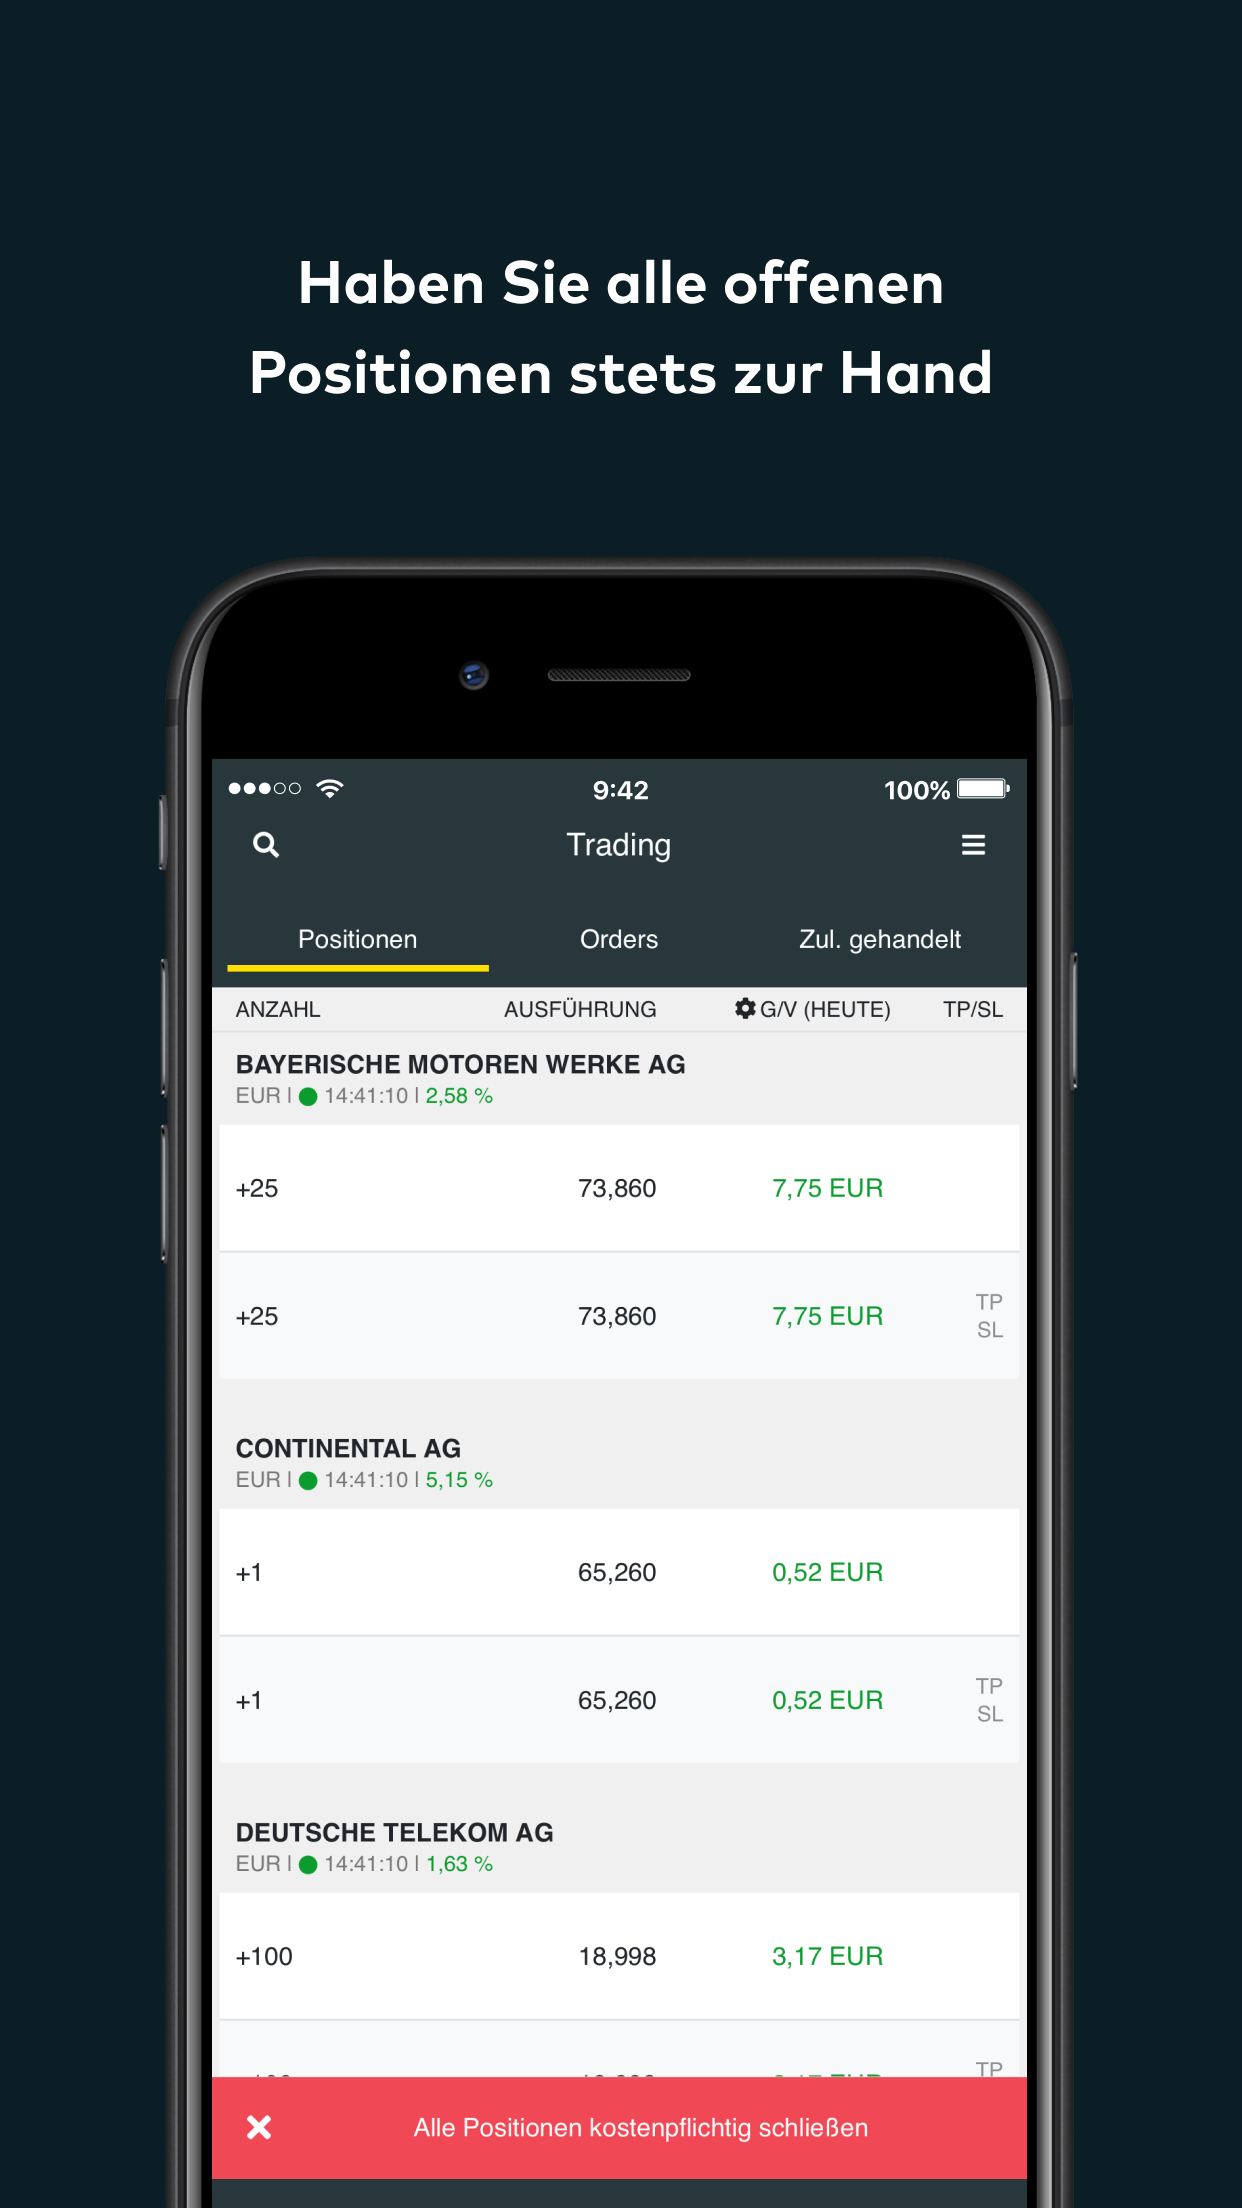 Haben Sie alle offenen
Positionen stets zur Hand
9:42 100%
Trading
Positionen Orders Zul. gehandelt
ANZAHL AUSFÜHRUNG G/V (HEUTE) TP/SL
BAYERISCHE MOTOREN WERKE AG
EUR | 14:41:10 | 2,58 %
+25 73,860 7,75 EUR
+25 73,860 7,75 EUR TP
SL
CONTINENTAL AG
EUR | 14:41:10 | 5,15 %
+1 65,260 0,52 EUR
+1 65,260 0,52 EUR TP
SL
DEUTSCHE TELEKOM AG
EUR | 14:41:10 | 1,63 %
+100 18,998 3,17 EUR
TP
Alle Positionen kostenpflichtig schließen